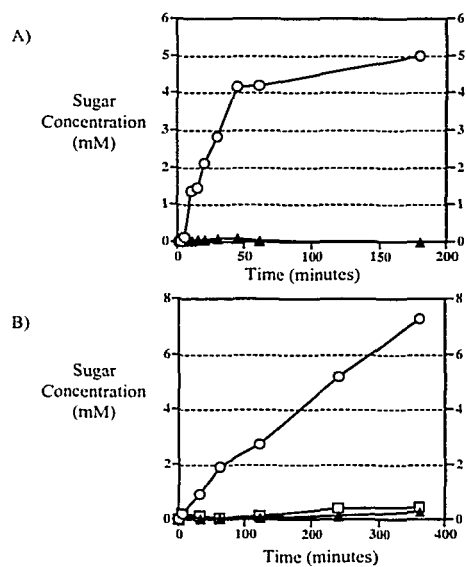 A)
Sugar
Concentration
(mM)
6 6
5 5
4 4
3 3
2 2
1 1
0 0
0 50 100 150 200
Time (minutes)
B)
Sugar
Concentration
(mM)
8 8
6 6
4 4
2 2
0 0
0 100 200 300 400
Time (minutes)